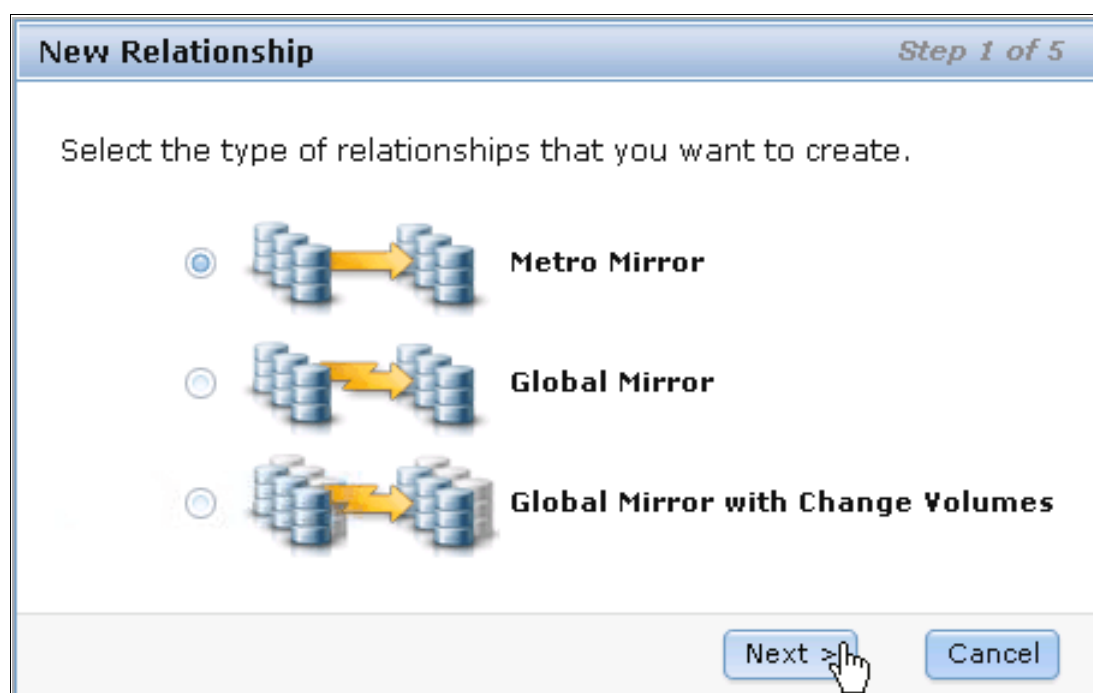 New Relationship
Step 1 of 5
Select the type of relationships that you want to create.
Metro Mirror
Global Mirror
Global Mirror with Change Volumes
Next >
Cancel